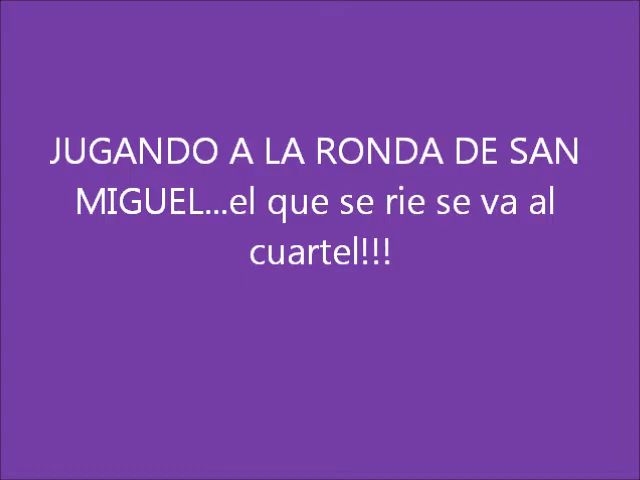 JUGANDO A LA RONDA DE SAN
MIGUEL...el que se rie se va al
cuartel!!!